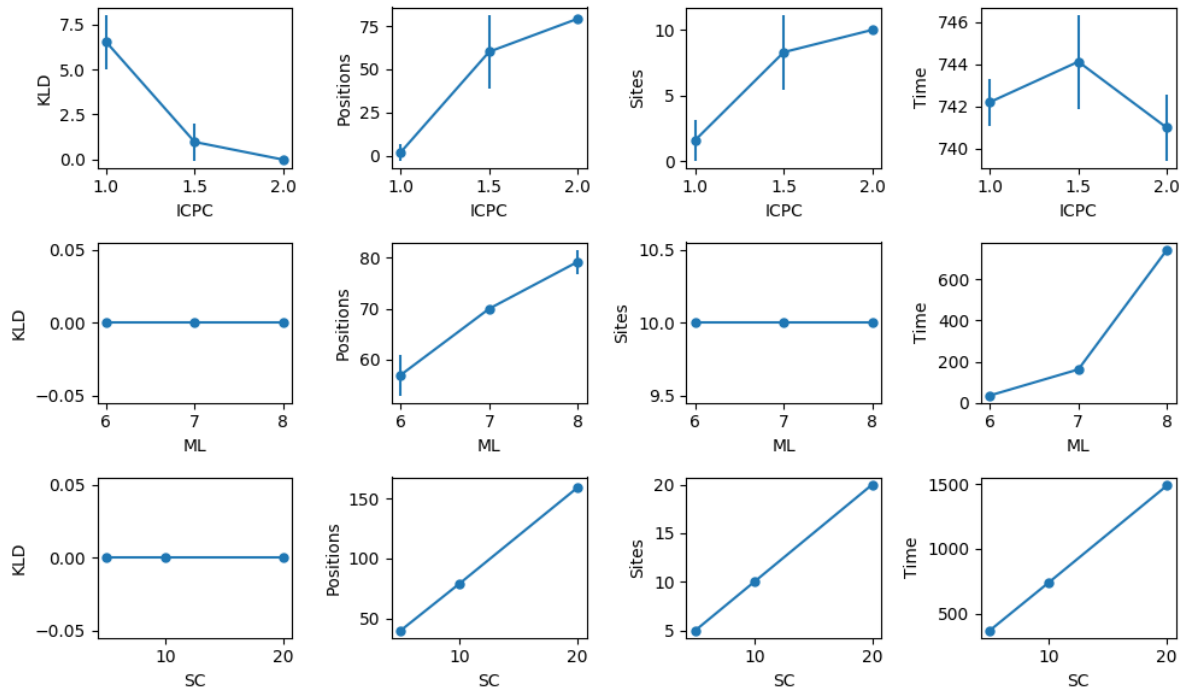 KLD
7.5
5.0
2.5
0.0
1.0 1.5 2.0
ICPC
Positions
75
50
25
0
1.0 1.5 2.0
ICPC
Sites
10
5
0
1.0 1.5 2.0
ICPC
Time
746
744
742
740
1.0 1.5 2.0
ICPC
KLD
0.05
0.00
−0.05
6 7 8
ML
Positions
80
70
60
6 7 8
ML
Sites
10.5
10.0
9.5
6 7 8
ML
Time
600
400
200
0
6 7 8
ML
KLD
0.05
0.00
−0.05
10 20
SC
Positions
150
100
50
10 20
SC
Sites
20
15
10
5
10 20
SC
Time
1500
1000
500
10 20
SC